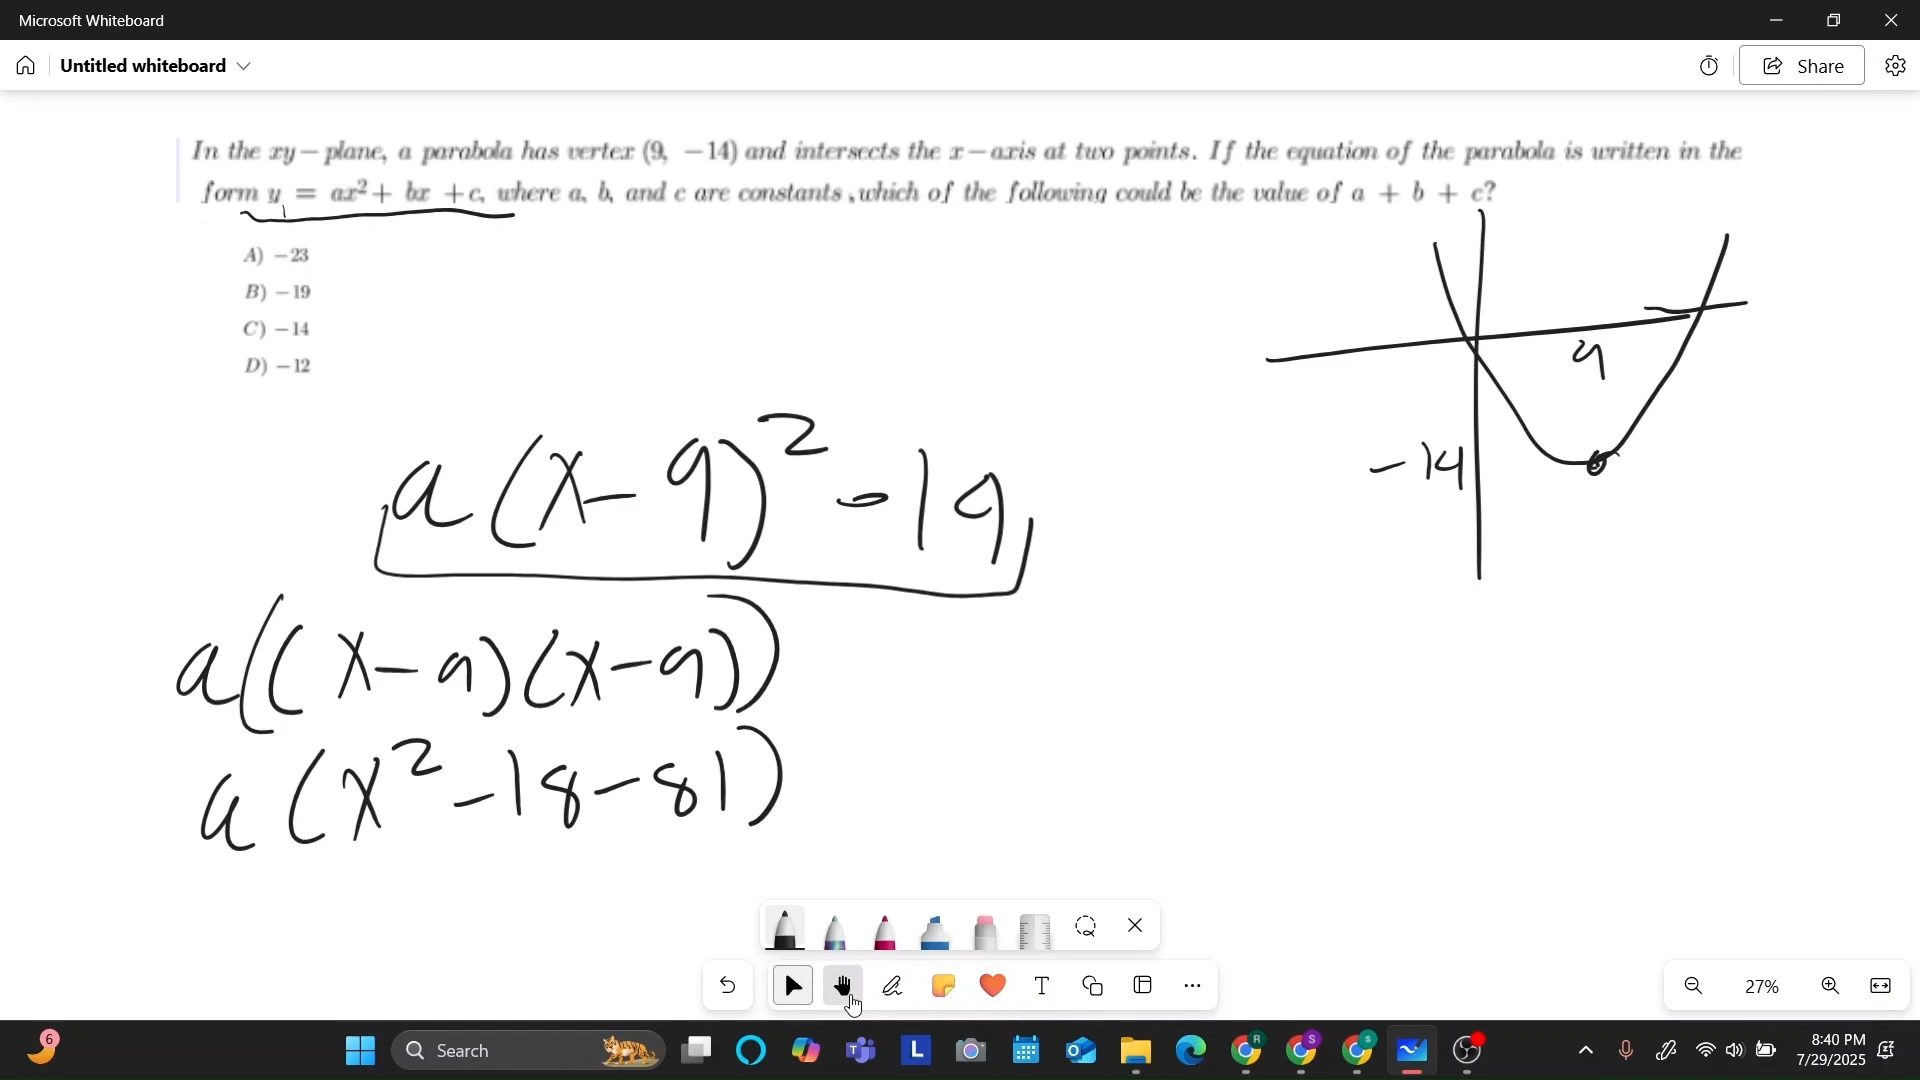 Microsoft Whiteboard
Untitled whiteboard
Share
In the xy – plane, a parabola has vertex (9, –14) and intersects the x – axis at two points. If the equation of the parabola is written in the
form y = ax² + bx + c, where a, b, and c are constants , which of the following could be the value of a + b + c?
A) –23
B) –19
C) –14
D) –12
9
-14
a(x-9)²-19
a((x-9)(x-9))
a(x²-18-81)
27%
6
Search
T
L
R
S
S
8:40 PM
7/29/2025